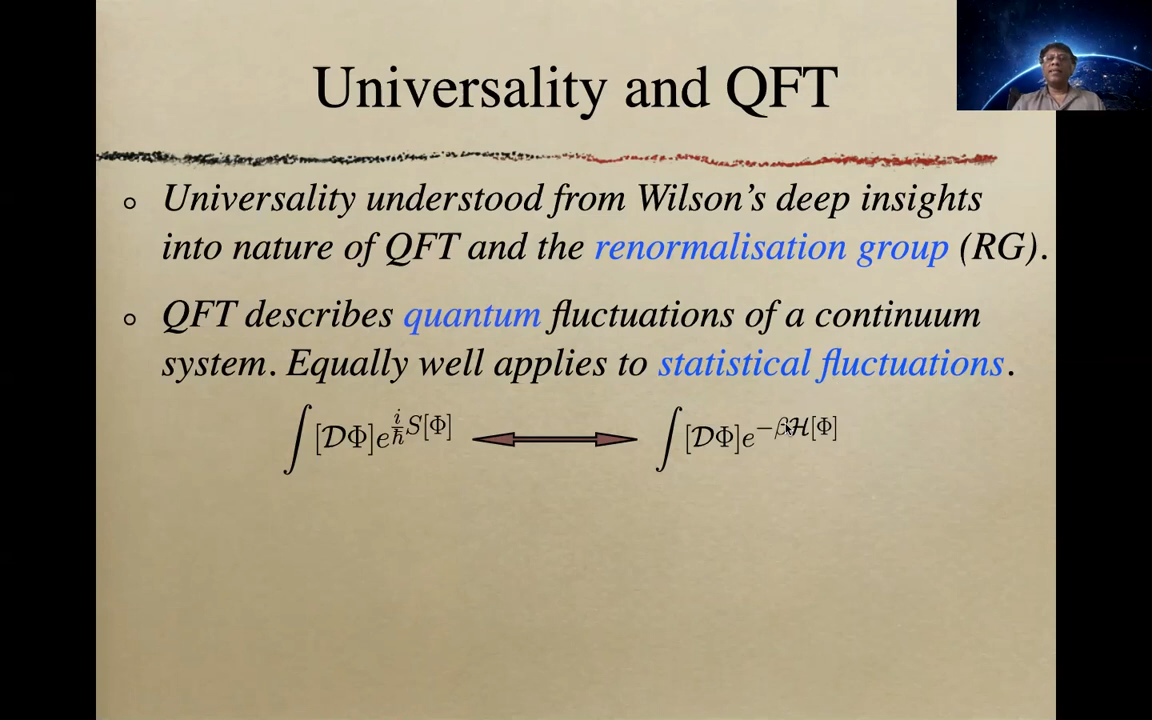 Universality and QFT
Universality understood from Wilson's deep insights
into nature of QFT and the renormalisation group (RG).
QFT describes quantum fluctuations of a continuum
system. Equally well applies to statistical fluctuations.
∫[𝒟Φ]e^{\frac{i}{ℏ}S[Φ]} ⟷ ∫[𝒟Φ]e^{−βℋ[Φ]}